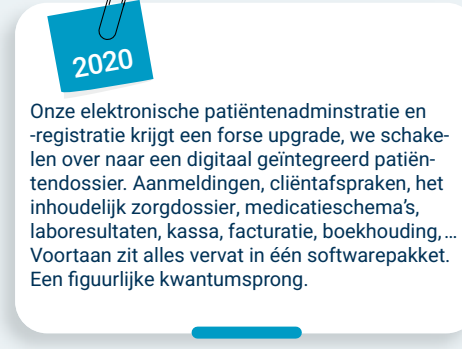 2020
Onze elektronische patiëntenadminstratie en
-registratie krijgt een forse upgrade, we schake-
len over naar een digitaal geïntegreerd patiën-
tendossier. Aanmeldingen, cliëntafspraken, het
inhoudelijk zorgdossier, medicatieschema's,
laboresultaten, kassa, facturatie, boekhouding,…
Voortaan zit alles vervat in één softwarepakket.
Een figuurlijke kwantumsprong.